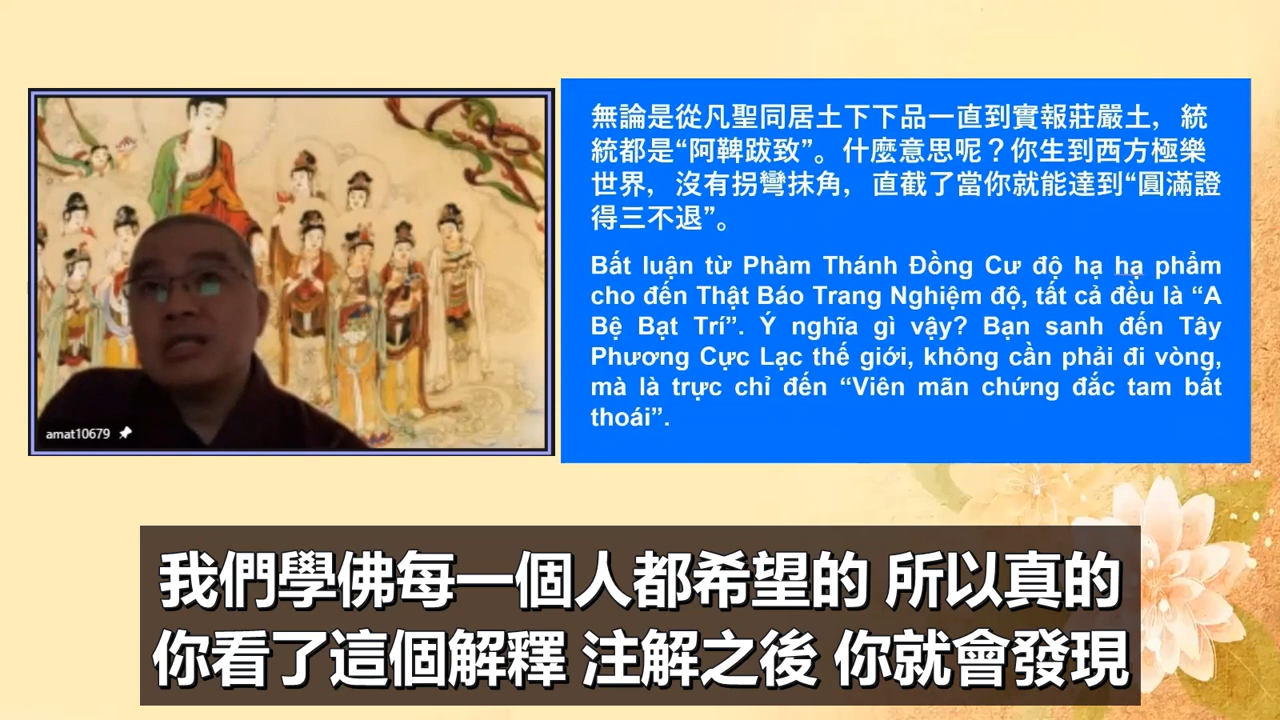 無論是從凡聖同居土下下品一直到實報莊嚴土，統
統都是“阿鞞跋致”。什麼意思呢？你生到西方極樂
世界，沒有拐彎抹角，直截了當你就能達到“圓滿證
得三不退”。
Bất luận từ Phàm Thánh Đồng Cư độ hạ hạ phẩm
cho đến Thật Báo Trang Nghiệm độ, tất cả đều là “A
Bệ Bạt Trí”. Ý nghĩa gì vậy? Bạn sanh đến Tây
Phương Cực Lạc thế giới, không cần phải đi vòng,
mà là trực chỉ đến “Viên mãn chứng đắc tam bất
thoái”.
amat10679
我們學佛每一個人都希望的 所以真的
你看了這個解釋 注解之後 你就會發現